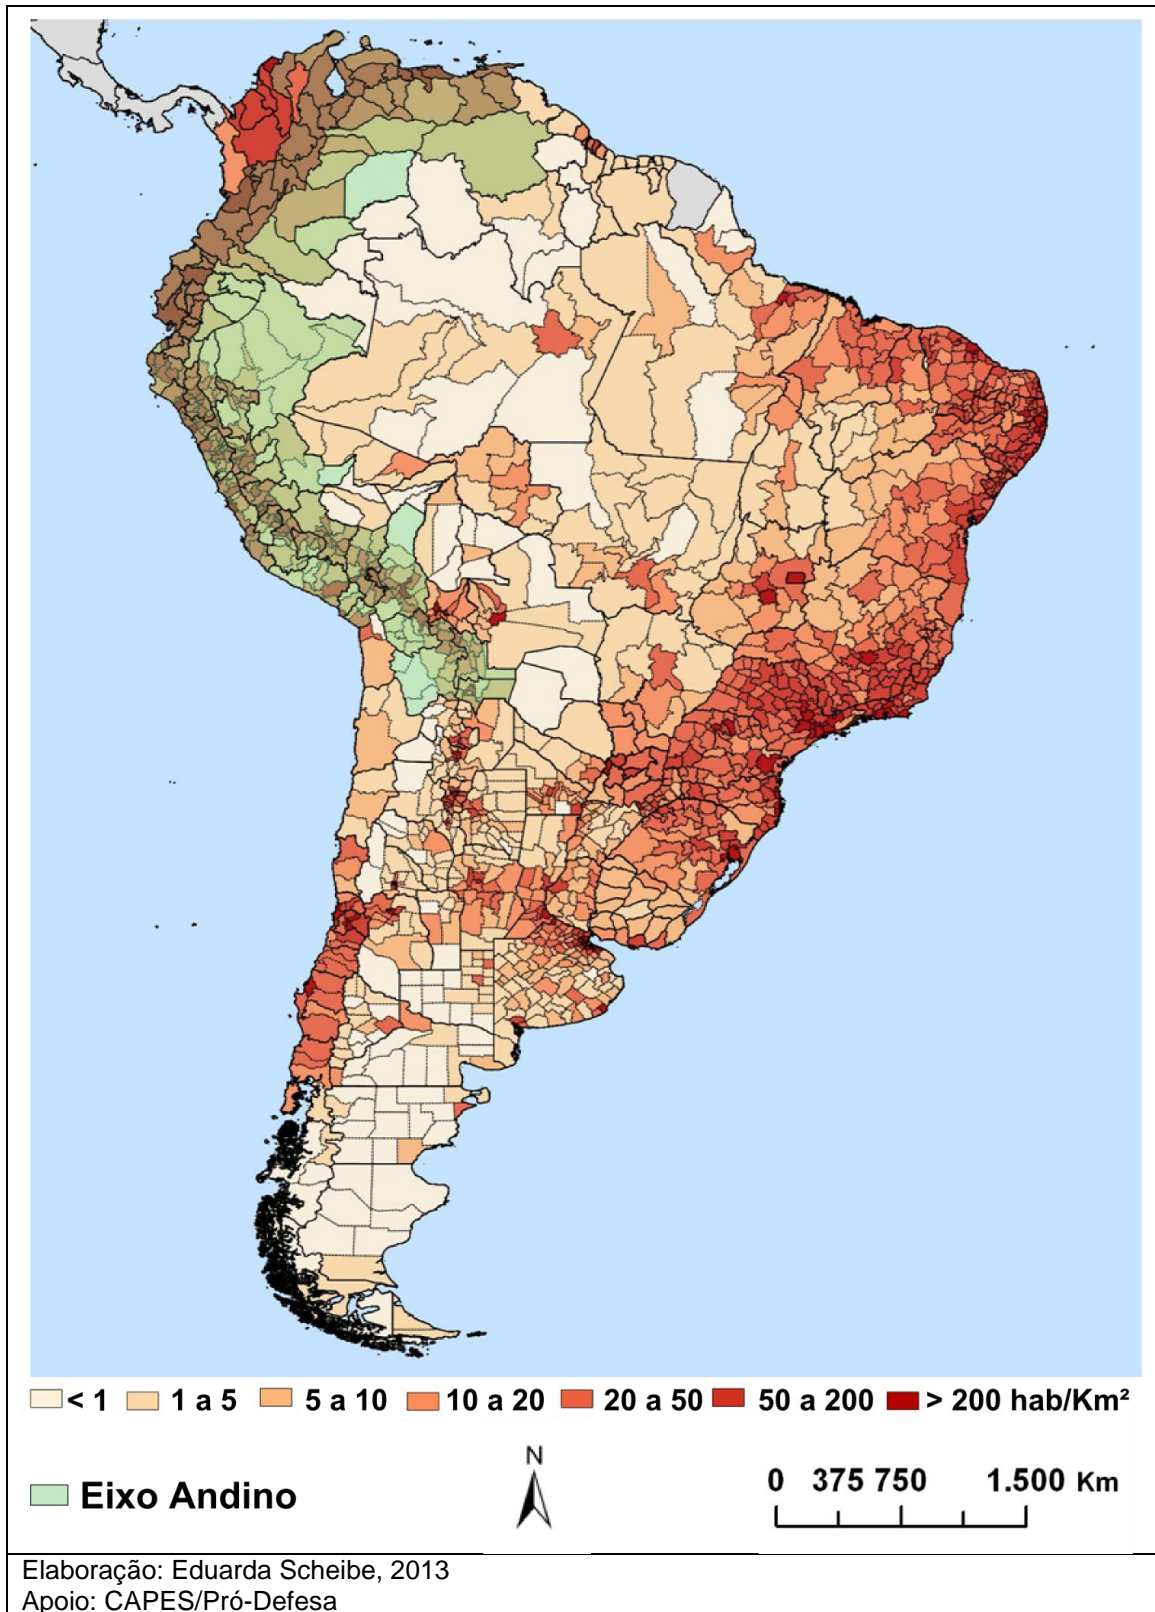 < 1 1 a 5 5 a 10 10 a 20 20 a 50 50 a 200 > 200 hab/Km²
N
0 375 750 1.500 Km
Eixo Andino
Elaboração: Eduarda Scheibe, 2013
Apoio: CAPES/Pró-Defesa